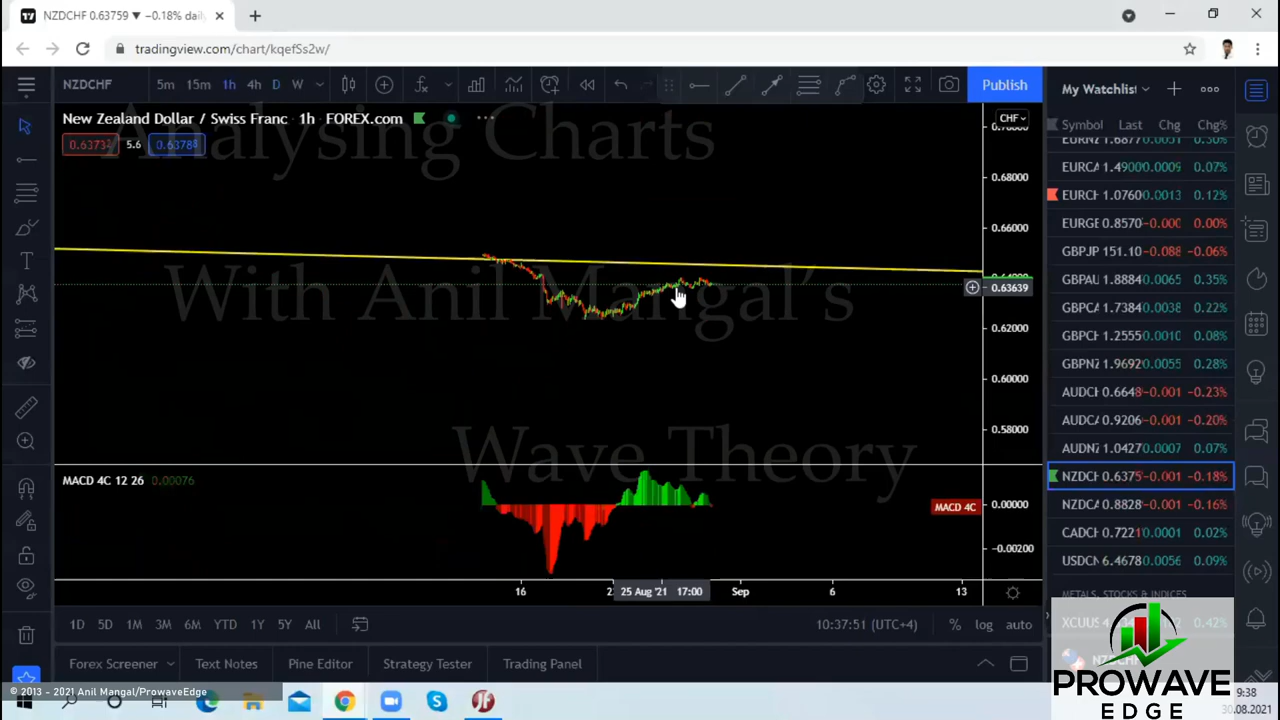 NZDCHF 0.63759 ▼ −0.18% daily
tradingview.com/chart/kqefSs2w/
NZDCHF 5m 15m 1h 4h D W
Publish
My Watchlist
New Zealand Dollar / Swiss Franc · 1h · FOREX.com
CHF
0.63732 5.6 0.63788
Analysing Charts
With Anil Mangal's
Wave Theory
0.68000
0.66000
0.63639
0.62000
0.60000
0.58000
MACD 4C 12 26 0.00076
0.00000
MACD 4C
−0.00200
16
25 Aug '21 17:00
Sep
6
13
Symbol Last Chg Chg%
EURCA 1.4900 0.0009 0.07%
EURCH 1.0760 0.0013 0.12%
EURGE 0.8570 −0.000 0.00%
GBPJP 151.10 −0.088 −0.06%
GBPAU 1.8884 0.0065 0.35%
GBPCA 1.7384 0.0038 0.22%
GBPCH 1.2555 0.0010 0.08%
GBPNZ 1.9692 0.0055 0.28%
AUDCH 0.6648 −0.001 −0.23%
AUDCA 0.9206 −0.001 −0.20%
AUDNZ 1.0427 0.0007 0.07%
NZDCH 0.6375 −0.001 −0.18%
NZDCA 0.8828 −0.001 −0.16%
CADCH 0.7221 0.0001 0.02%
USDCN 6.4678 0.0056 0.09%
METALS, STOCKS & INDICES
1D 5D 1M 3M 6M YTD 1Y 5Y All
10:37:51 (UTC+4)
% log auto
Forex Screener Text Notes Pine Editor Strategy Tester Trading Panel
© 2013 - 2021 Anil Mangal/ProwaveEdge
PROWAVE
EDGE
9:38
30.08.2021